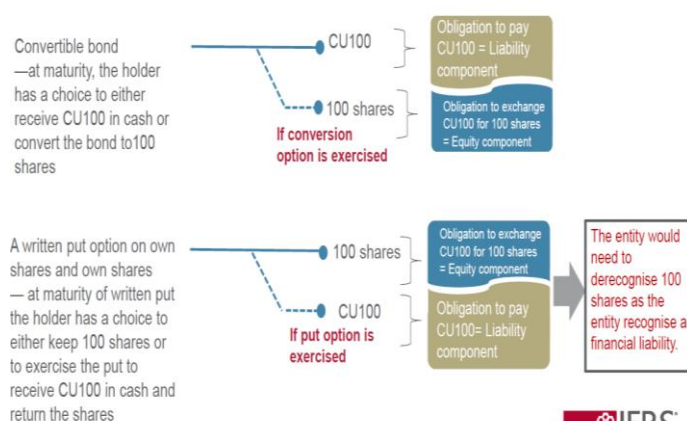 Convertible bond
—at maturity, the holder
has a choice to either
receive CU100 in cash or
convert the bond to100
shares
CU100
100 shares
If conversion
option is exercised
Obligation to pay
CU100 = Liability
component
Obligation to exchange
CU100 for 100 shares
= Equity component
A written put option on own
shares and own shares
— at maturity of written put
the holder has a choice to
either keep 100 shares or
to exercise the put to
receive CU100 in cash and
return the shares
100 shares
CU100
If put option is
exercised
Obligation to exchange
CU100 for 100 shares
= Equity component
Obligation to pay
CU100= Liability
component
The entity would
need to
derecognise 100
shares as the
entity recognise a
financial liability.
IFRS